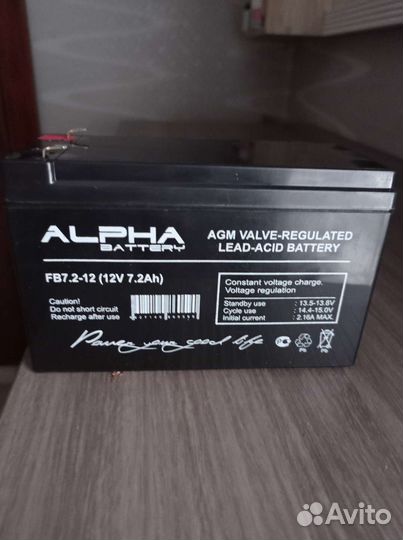 ALPHA
BATTERY
AGM VALVE-REGULATED
LEAD-ACID BATTERY
FB7.2-12 (12V 7.2Ah)
Caution!
Do not short circuit
Recharge after use
Constant voltage charge.
Voltage regulation
Standby use : 13.5-13.8V
Cycle use : 14.4-15.0V
Initial current : 2.16A MAX.
Power your good life
Pb
Pb
Avito